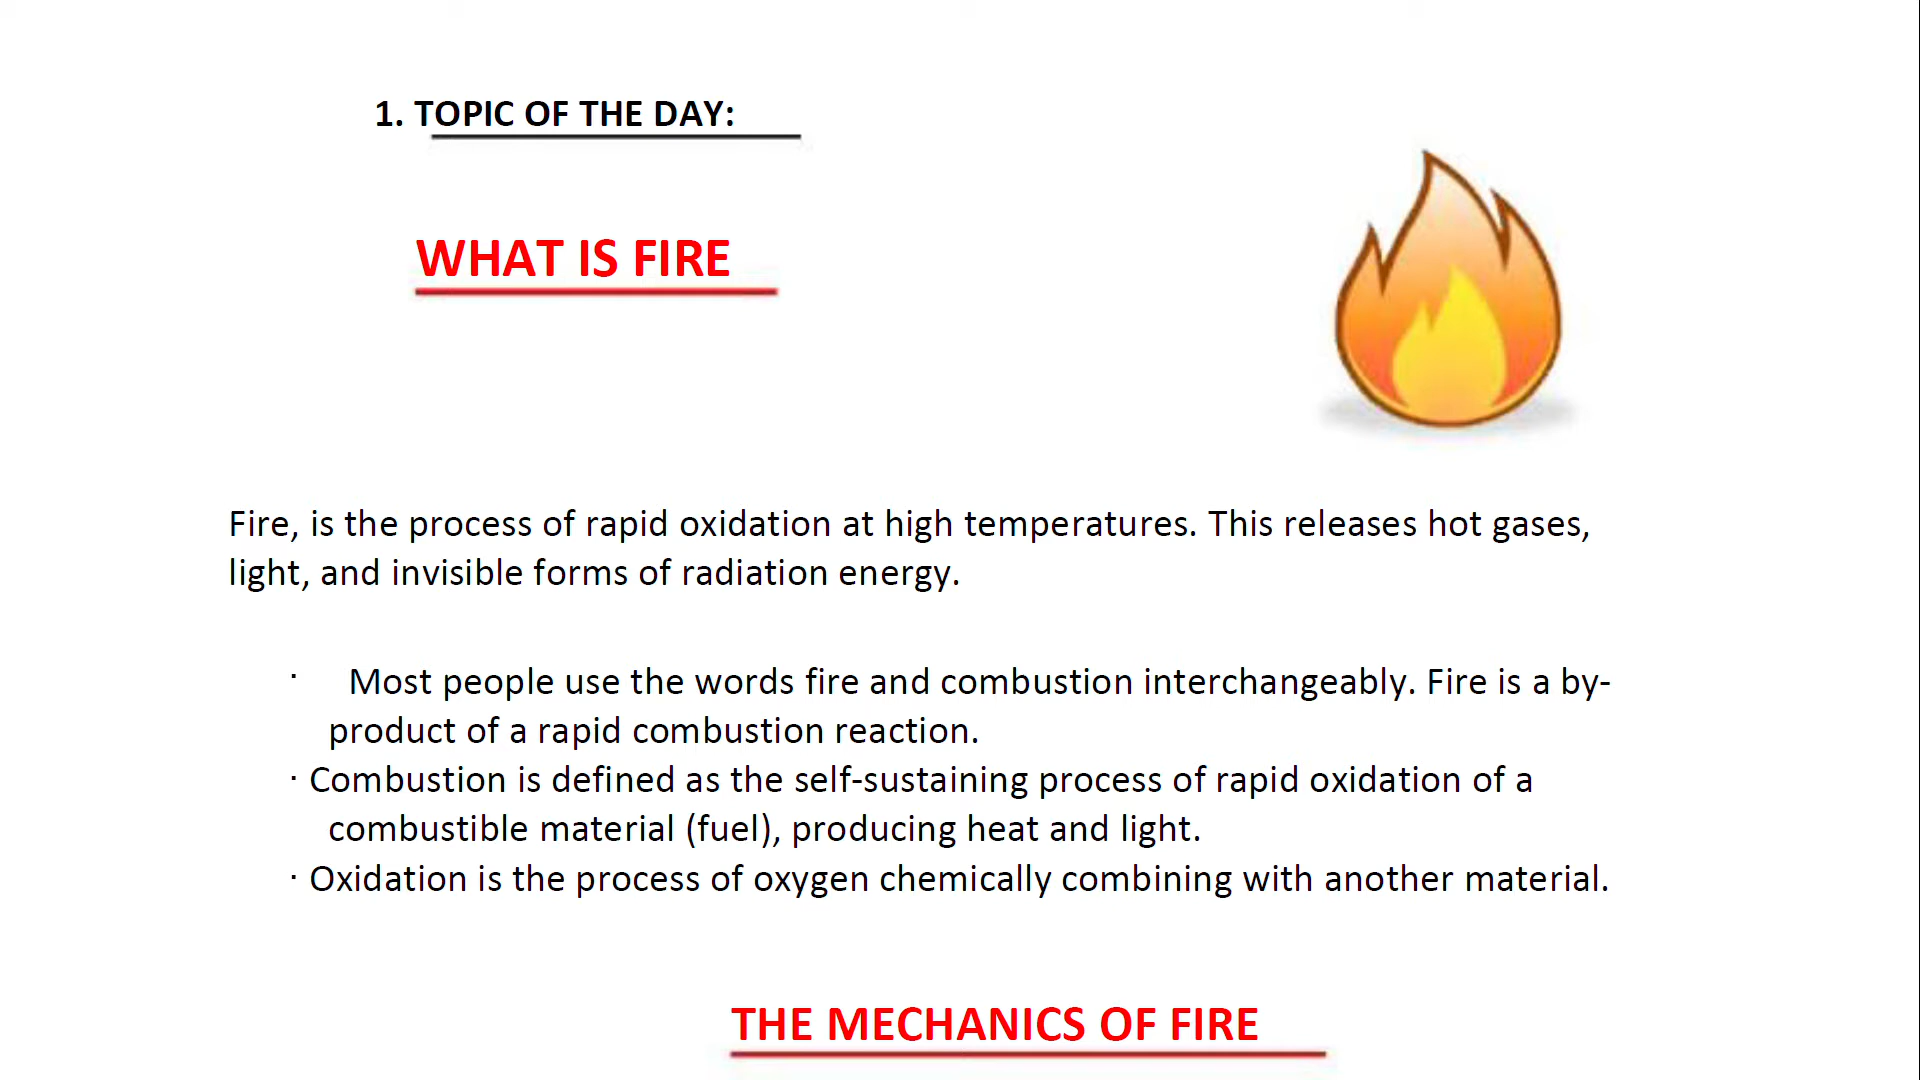 1. TOPIC OF THE DAY:
WHAT IS FIRE
Fire, is the process of rapid oxidation at high temperatures. This releases hot gases,
light, and invisible forms of radiation energy.
· Most people use the words fire and combustion interchangeably. Fire is a by-
product of a rapid combustion reaction.
· Combustion is defined as the self-sustaining process of rapid oxidation of a
combustible material (fuel), producing heat and light.
· Oxidation is the process of oxygen chemically combining with another material.
THE MECHANICS OF FIRE